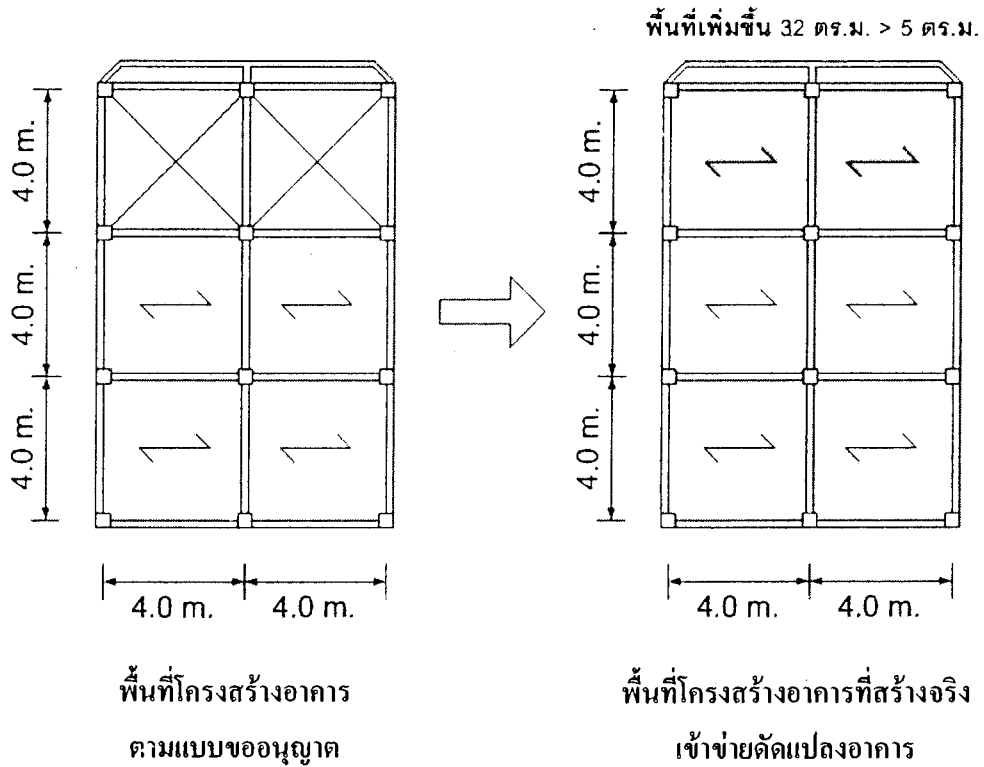 พื้นที่เพิ่มขึ้น 32 ตร.ม. > 5 ตร.ม.
4.0 m.
4.0 m.
4.0 m.
4.0 m. 4.0 m.
4.0 m.
4.0 m.
4.0 m.
4.0 m. 4.0 m.
พื้นที่โครงสร้างอาคาร
ตามแบบขออนุญาต
พื้นที่โครงสร้างอาคารที่สร้างจริง
เข้าข่ายดัดแปลงอาคาร